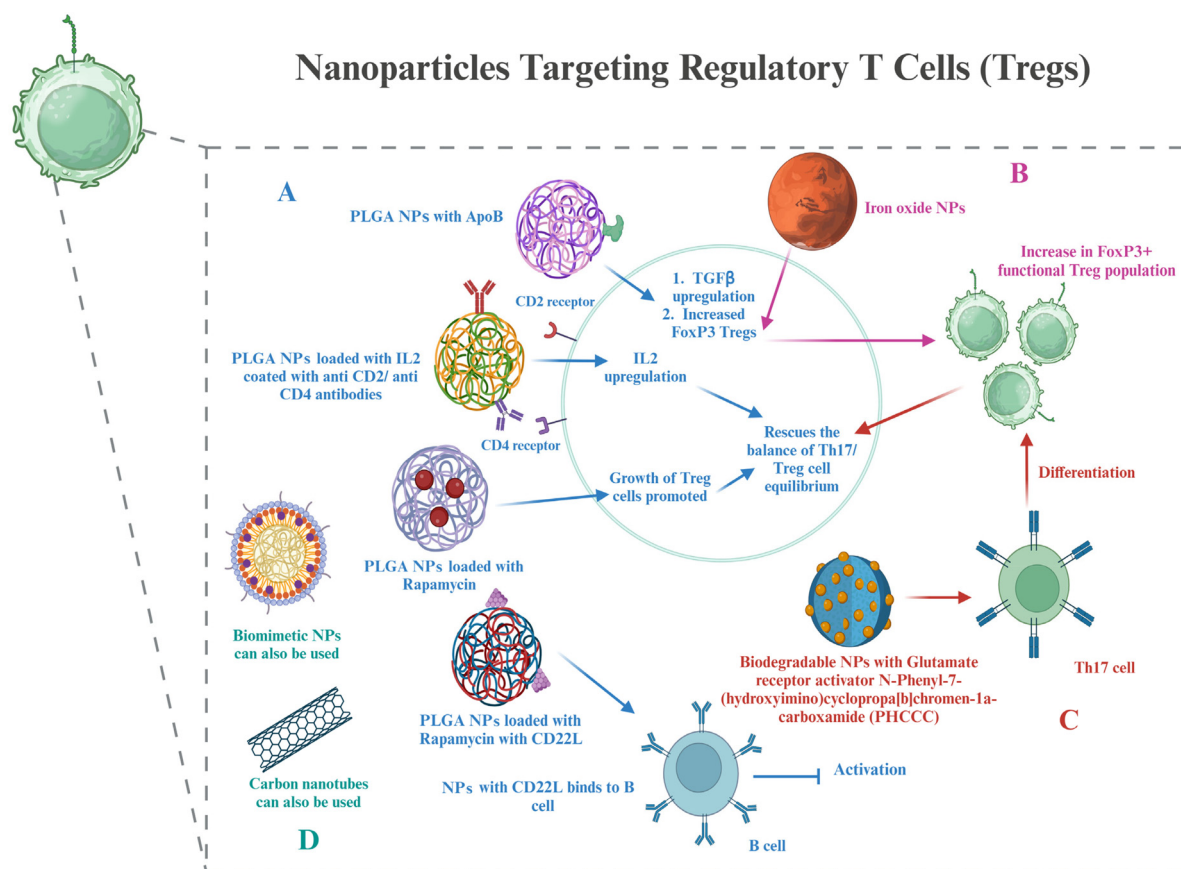 Nanoparticles Targeting Regulatory T Cells (Tregs)
A
PLGA NPs with ApoB
B
Iron oxide NPs
Increase in FoxP3+
functional Treg population
CD2 receptor
1. TGFβ
upregulation
2. Increased
FoxP3 Tregs
PLGA NPs loaded with IL2
coated with anti CD2/ anti
CD4 antibodies
IL2
upregulation
CD4 receptor
Rescues the
balance of Th17/
Treg cell
equilibrium
Growth of Treg
cells promoted
Differentiation
PLGA NPs loaded with
Rapamycin
Biomimetic NPs
can also be used
Biodegradable NPs with Glutamate
receptor activator N-Phenyl-7-
(hydroxyimino)cyclopropa[b]chromen-1a-
carboxamide (PHCCC)
Th17 cell
C
PLGA NPs loaded with
Rapamycin with CD22L
Carbon nanotubes
can also be used
NPs with CD22L binds to B
cell
Activation
D
B cell